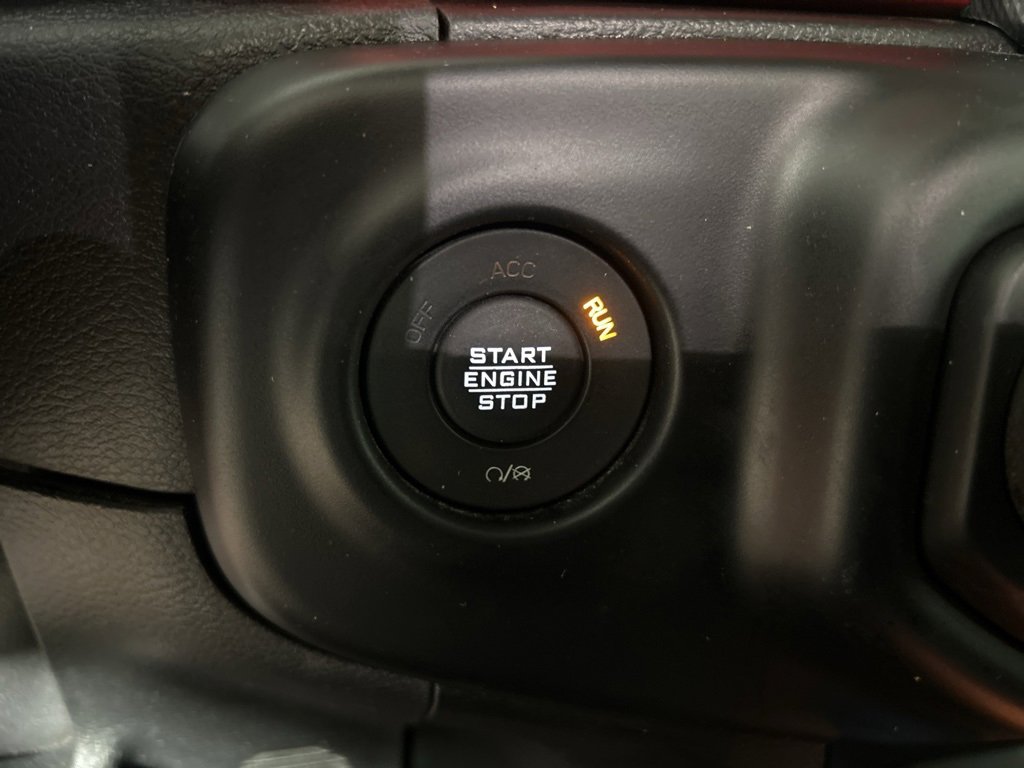 ACC
OFF
RUN
START
ENGINE
STOP